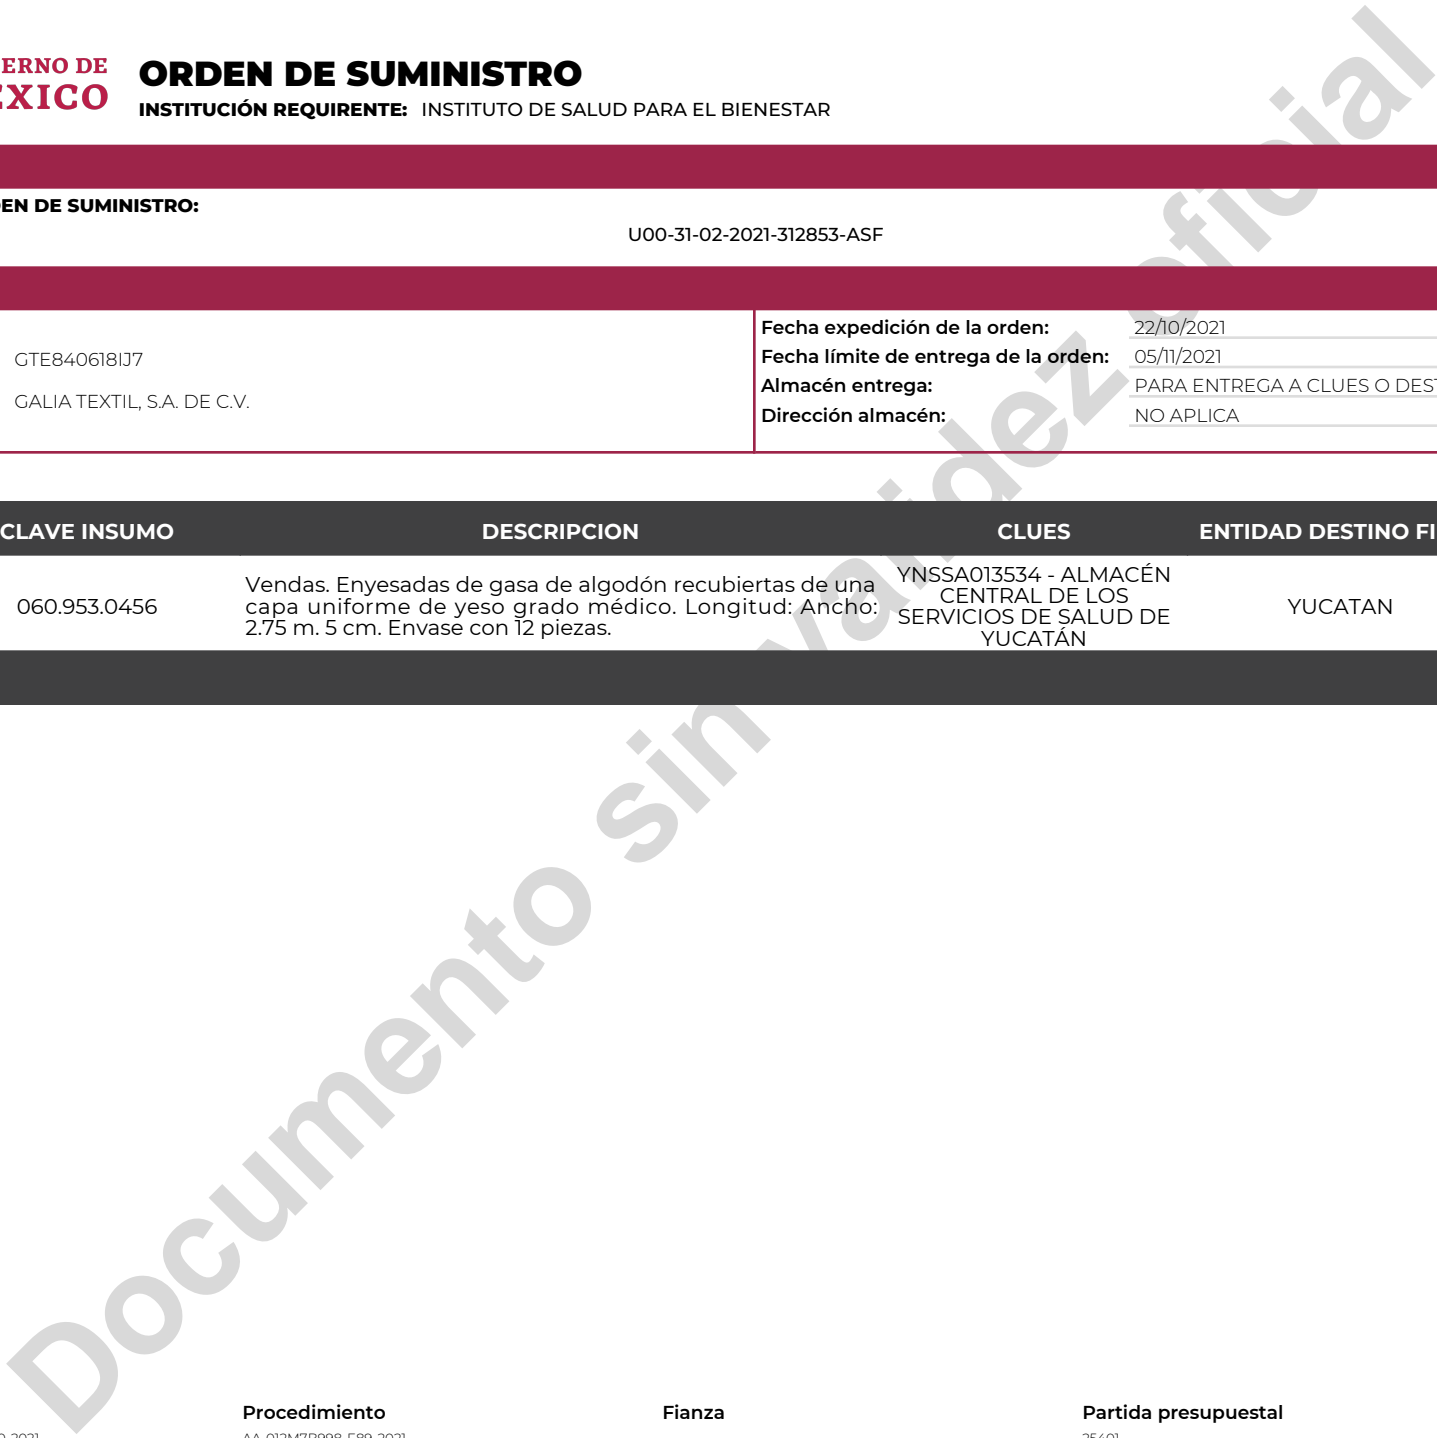 ERNO DE
ORDEN DE SUMINISTRO
EXICO
INSTITUCIÓN REQUIRENTE: INSTITUTO DE SALUD PARA EL BIENESTAR
EN DE SUMINISTRO:
U00-31-02-2021-312853-ASF
GTE840618IJ7
GALIA TEXTIL, S.A. DE C.V.
Fecha expedición de la orden: 22/10/2021
Fecha límite de entrega de la orden: 05/11/2021
Almacén entrega: PARA ENTREGA A CLUES O DEST
Dirección almacén: NO APLICA
CLAVE INSUMO DESCRIPCION CLUES ENTIDAD DESTINO FI
060.953.0456
Vendas. Enyesadas de gasa de algodón recubiertas de una
capa uniforme de yeso grado médico. Longitud: Ancho:
2.75 m. 5 cm. Envase con 12 piezas.
YNSSA013534 - ALMACÉN
CENTRAL DE LOS
SERVICIOS DE SALUD DE
YUCATÁN
YUCATAN
Documento sin validez oficial
Procedimiento Fianza Partida presupuestal